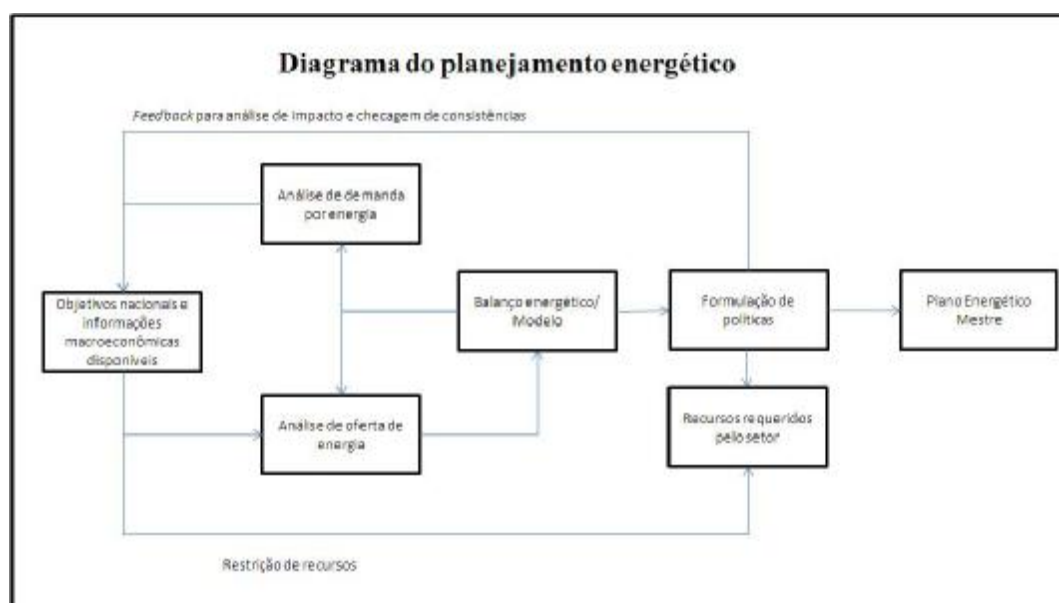 Diagrama do planejamento energético
Feedback para análise de impacto e checagem de consistências
Análise de demanda
por energia
Objetivos nacionais e
informações
macroeconômicas
disponíveis
Balanço energético/
Modelo
Formulação de
políticas
Plano Energético
Mestre
Análise de oferta de
energia
Recursos requeridos
pelo setor
Restrição de recursos